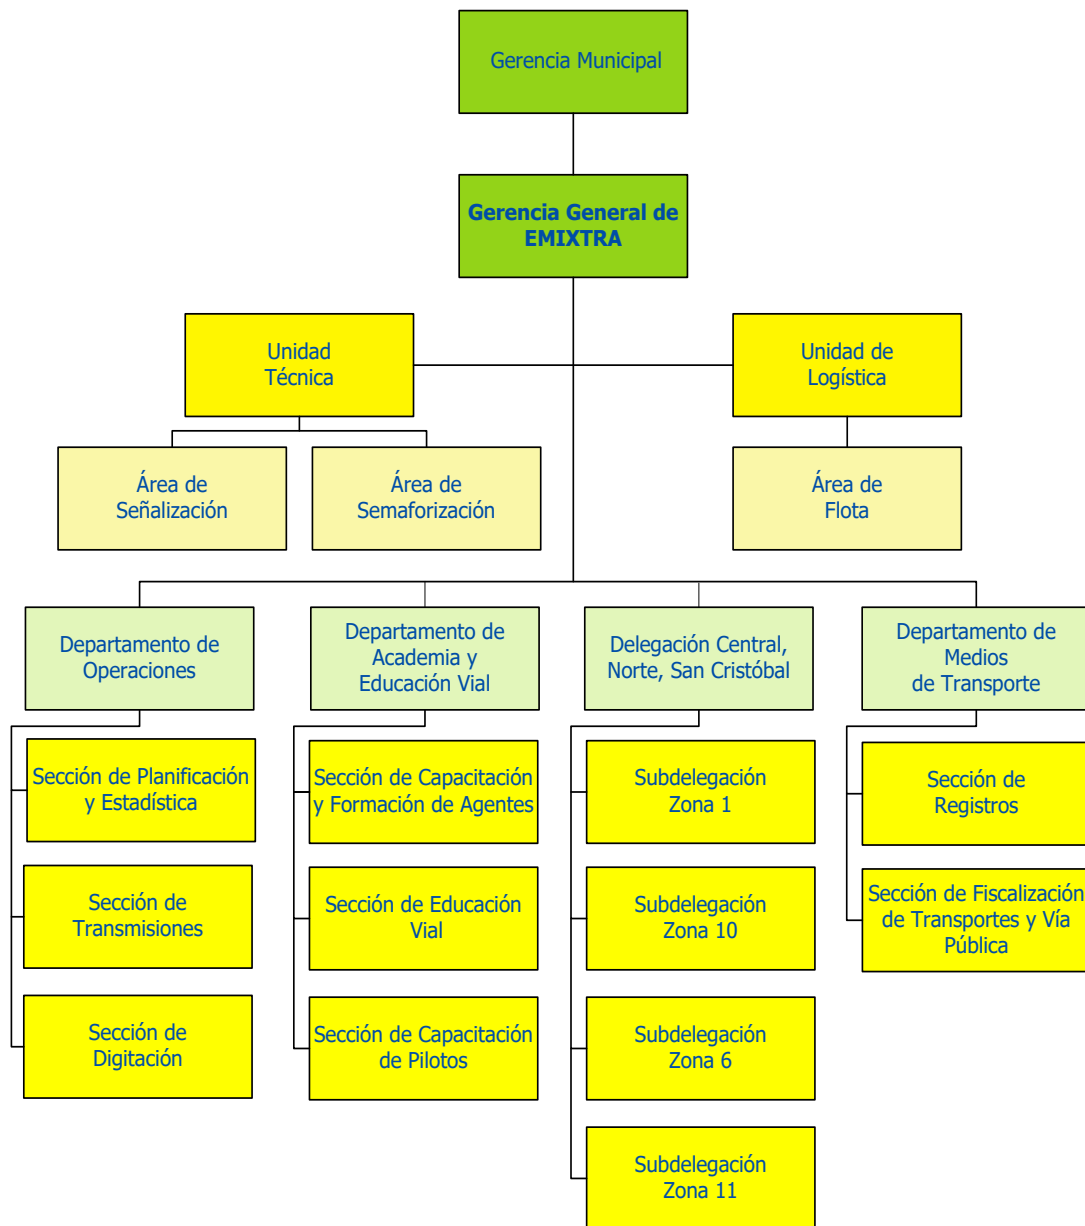 Gerencia Municipal
Gerencia General de
EMIXTRA
Unidad
Técnica
Unidad de
Logística
Área de
Señalización
Área de
Semaforización
Área de
Flota
Departamento de
Operaciones
Departamento de
Academia y
Educación Vial
Delegación Central,
Norte, San Cristóbal
Departamento de
Medios
de Transporte
Sección de Planificación
y Estadística
Sección de Capacitación
y Formación de Agentes
Subdelegación
Zona 1
Sección de
Registros
Sección de
Transmisiones
Sección de Educación
Vial
Subdelegación
Zona 10
Sección de Fiscalización
de Transportes y Vía
Pública
Sección de
Digitación
Sección de Capacitación
de Pilotos
Subdelegación
Zona 6
Subdelegación
Zona 11